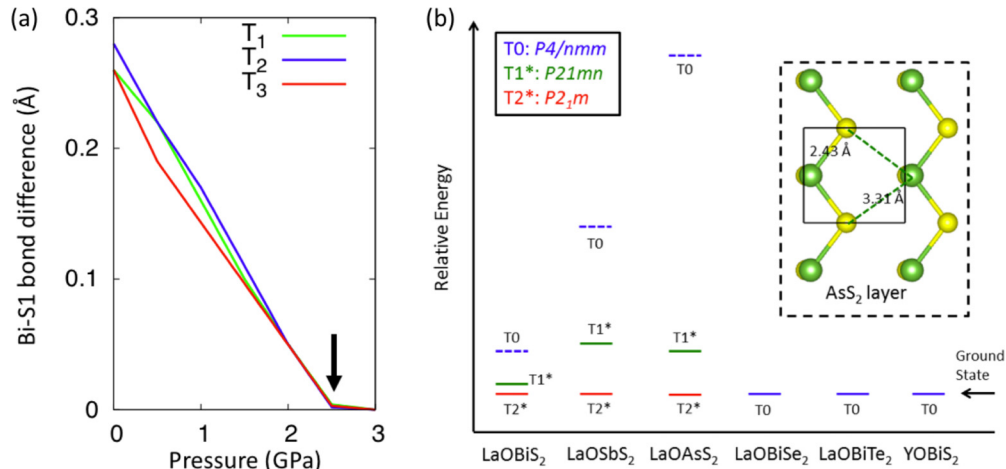 (a)
0.3
0.2
0.1
0
Bi-S1 bond difference (Å)
T₁
T₂
T₃
0 1 2 3
Pressure (GPa)
(b)
Relative Energy
T0: P4/nmm
T1*: P21mn
T2*: P2₁m
T0
T0
T0
T1*
T1*
T1*
T2* T2* T2* T0 T0 T0
2.43 Å
3.31 Å
AsS₂ layer
Ground
State
LaOBiS₂ LaOSbS₂ LaOAsS₂ LaOBiSe₂ LaOBiTe₂ YOBiS₂